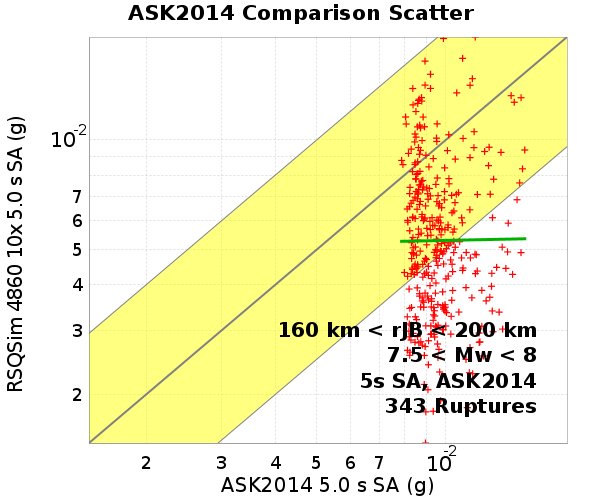 ASK2014 Comparison Scatter
RSQSim 4860 10x 5.0 s SA (g)
10-2
7
6
5
4
3
2
160 km < rJB < 200 km
7.5 < Mw < 8
5s SA, ASK2014
343 Ruptures
2 3 4 5 6 7 10-2
ASK2014 5.0 s SA (g)